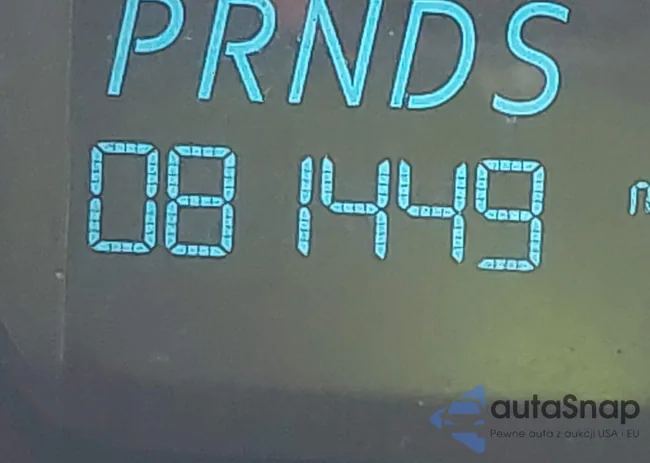 PRNDS
081449
autaSnap
Pewne auta z aukcji USA i EU